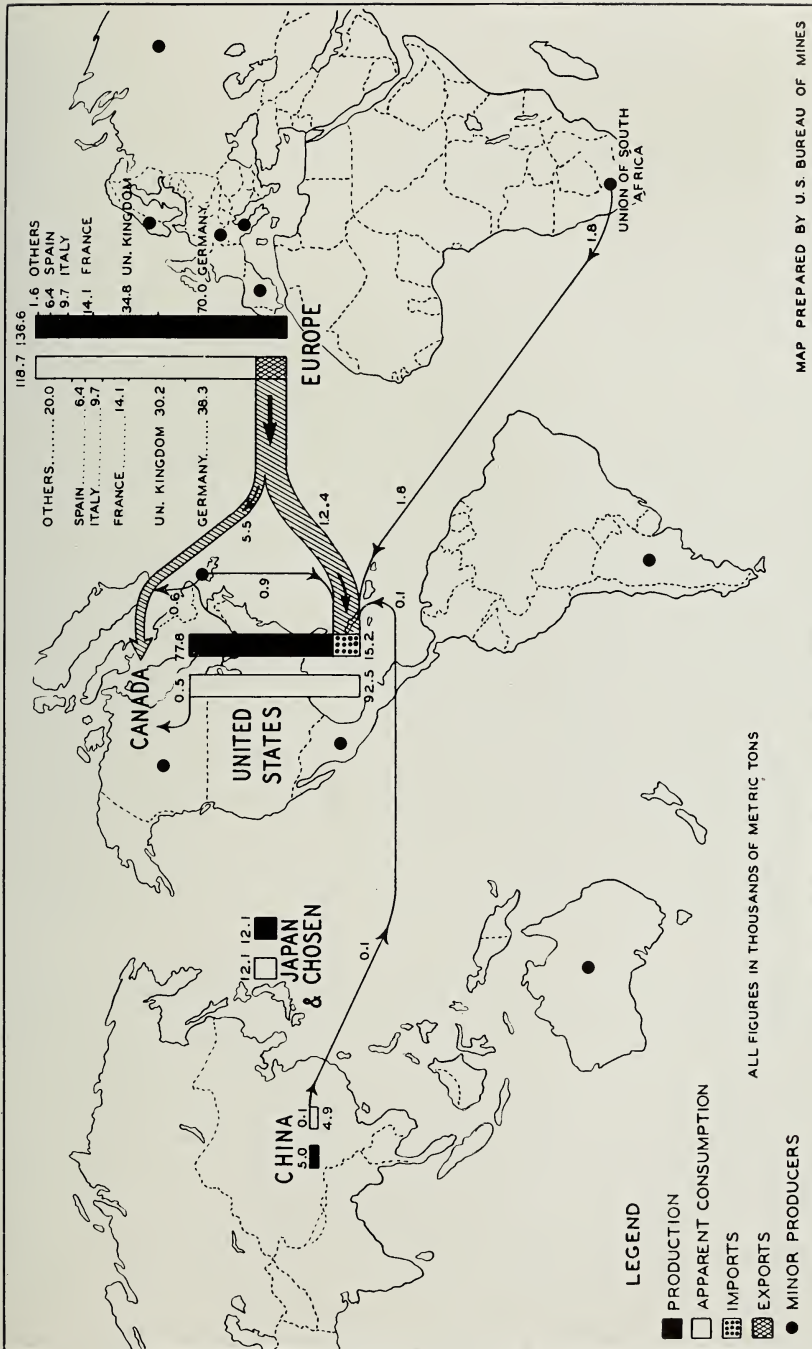 118.7 136.6
1.6 OTHERS
6.4 SPAIN
9.7 ITALY
14.1 FRANCE
34.8 UN. KINGDOM
70.0 GERMANY
OTHERS........20.0
SPAIN..........6.4
ITALY..........9.7
FRANCE.......14.1
UN. KINGDOM 30.2
GERMANY......38.3
EUROPE
5.5
12.4
CANADA
0.5
77.8
0.6
0.9
UNITED
STATES
92.5
15.2
12.1 12.1
JAPAN
& CHOSEN
CHINA
5.0
0.1
4.9
0.1
0.1
1.8
1.8
UNION OF SOUTH
AFRICA
LEGEND
PRODUCTION
APPARENT CONSUMPTION
IMPORTS
EXPORTS
MINOR PRODUCERS
ALL FIGURES IN THOUSANDS OF METRIC TONS
MAP PREPARED BY U.S. BUREAU OF MINES